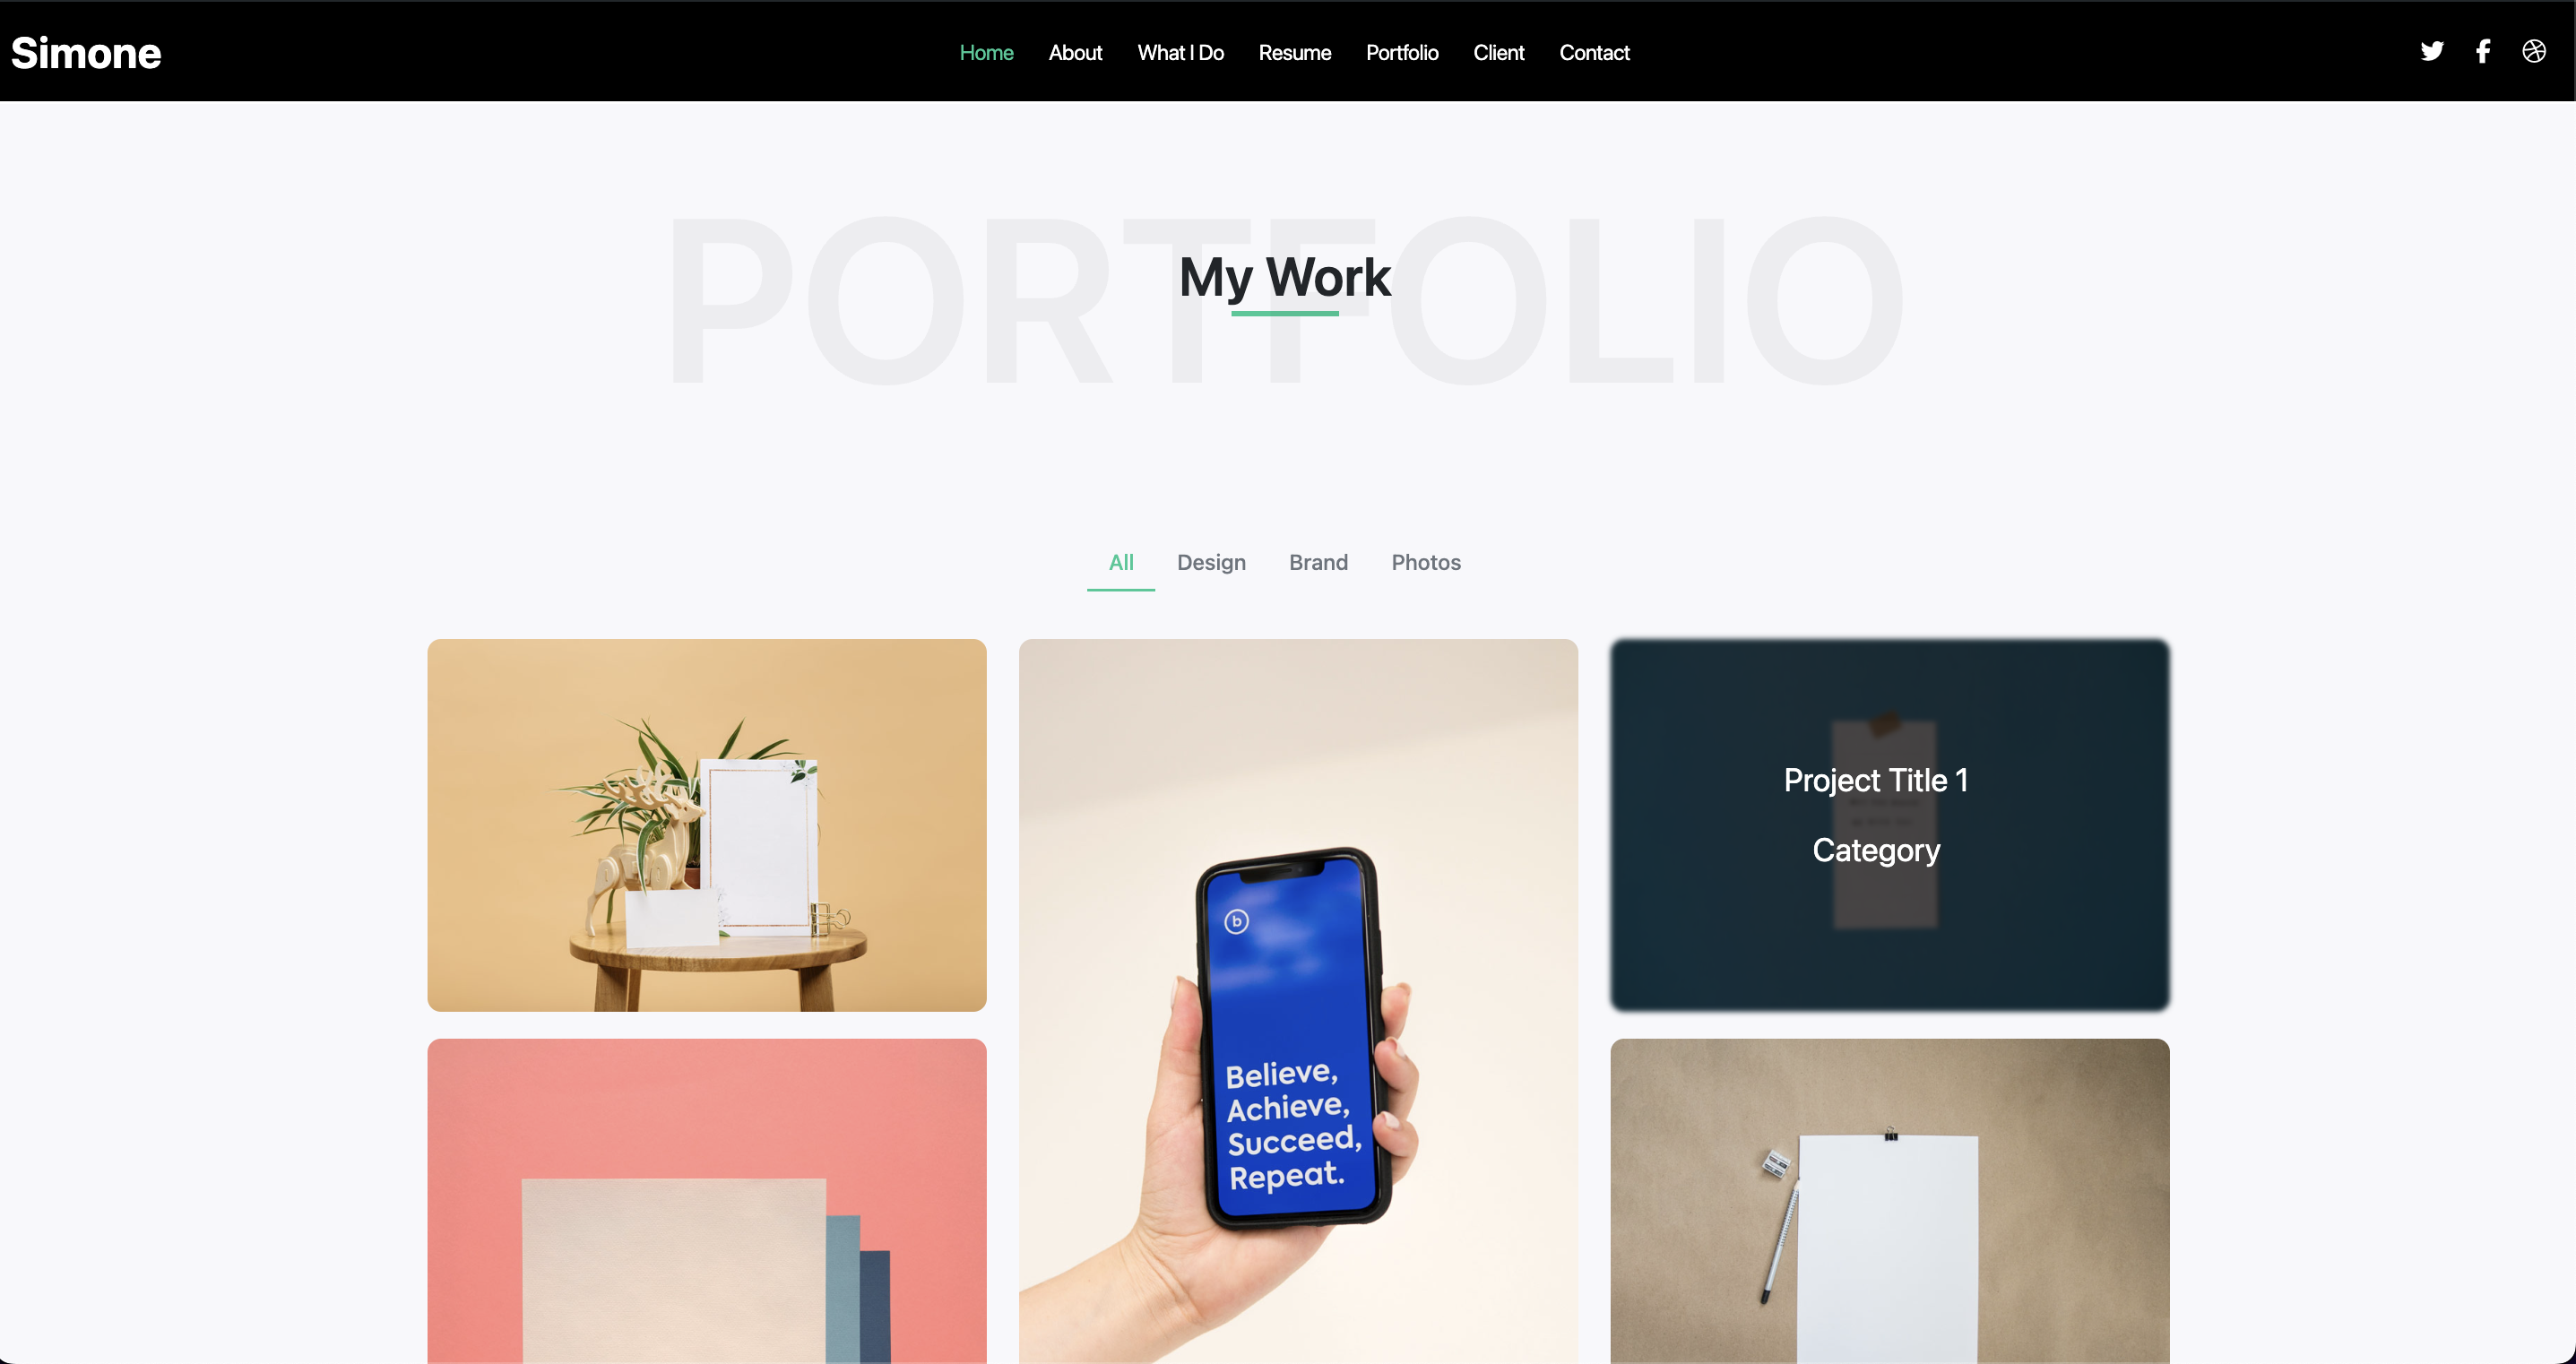 Simone
Home About What I Do Resume Portfolio Client Contact
PORTFOLIO
My Work
All Design Brand Photos
Project Title 1
Category
b
Believe,
Achieve,
Succeed,
Repeat.